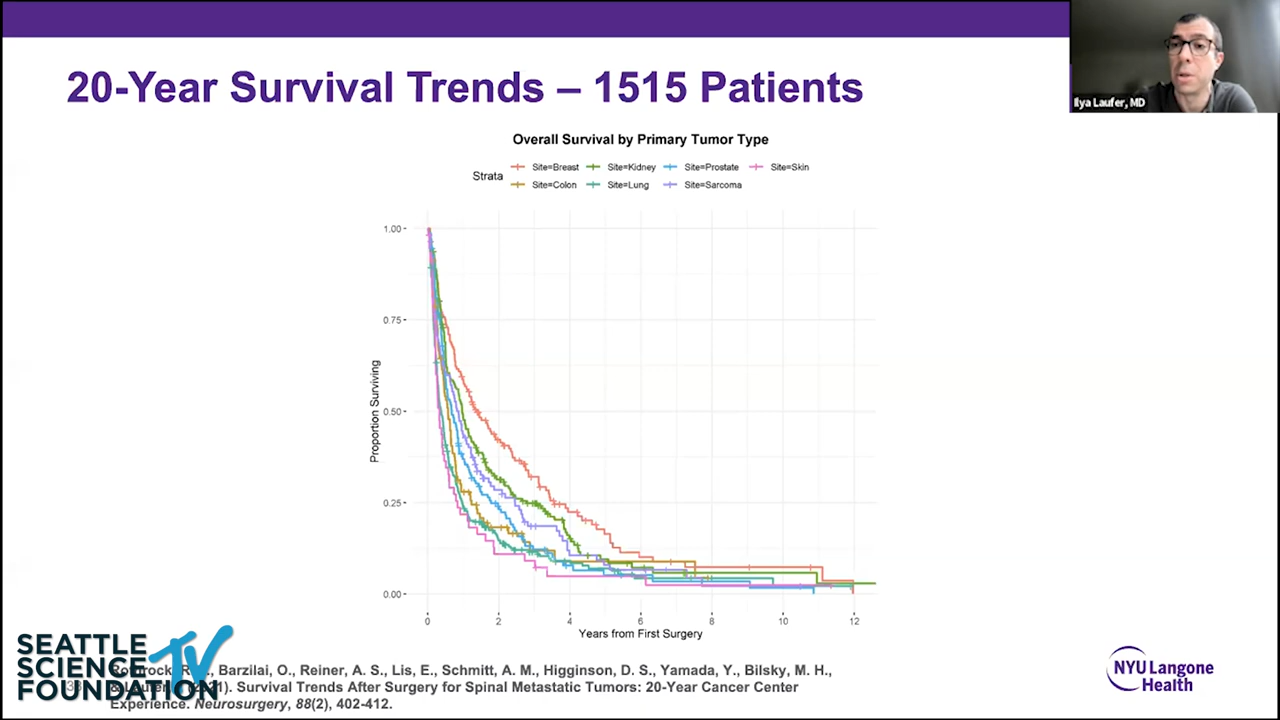 20-Year Survival Trends – 1515 Patients
Ilya Laufer, MD
Overall Survival by Primary Tumor Type
Strata
Site=Breast Site=Kidney Site=Prostate Site=Skin
Site=Colon Site=Lung Site=Sarcoma
1.00
0.75
0.50
0.25
0.00
Proportion Surviving
0 2 4 6 8 10 12
Years from First Surgery
Barzilai, O., Reiner, A. S., Lis, E., Schmitt, A. M., Higginson, D. S., Yamada, Y., Bilsky, M. H.,
Survival Trends After Surgery for Spinal Metastatic Tumors: 20-Year Cancer Center
Experience. Neurosurgery, 88(2), 402-412.
SEATTLE
SCIENCE TV
FOUNDATION
NYU Langone
Health